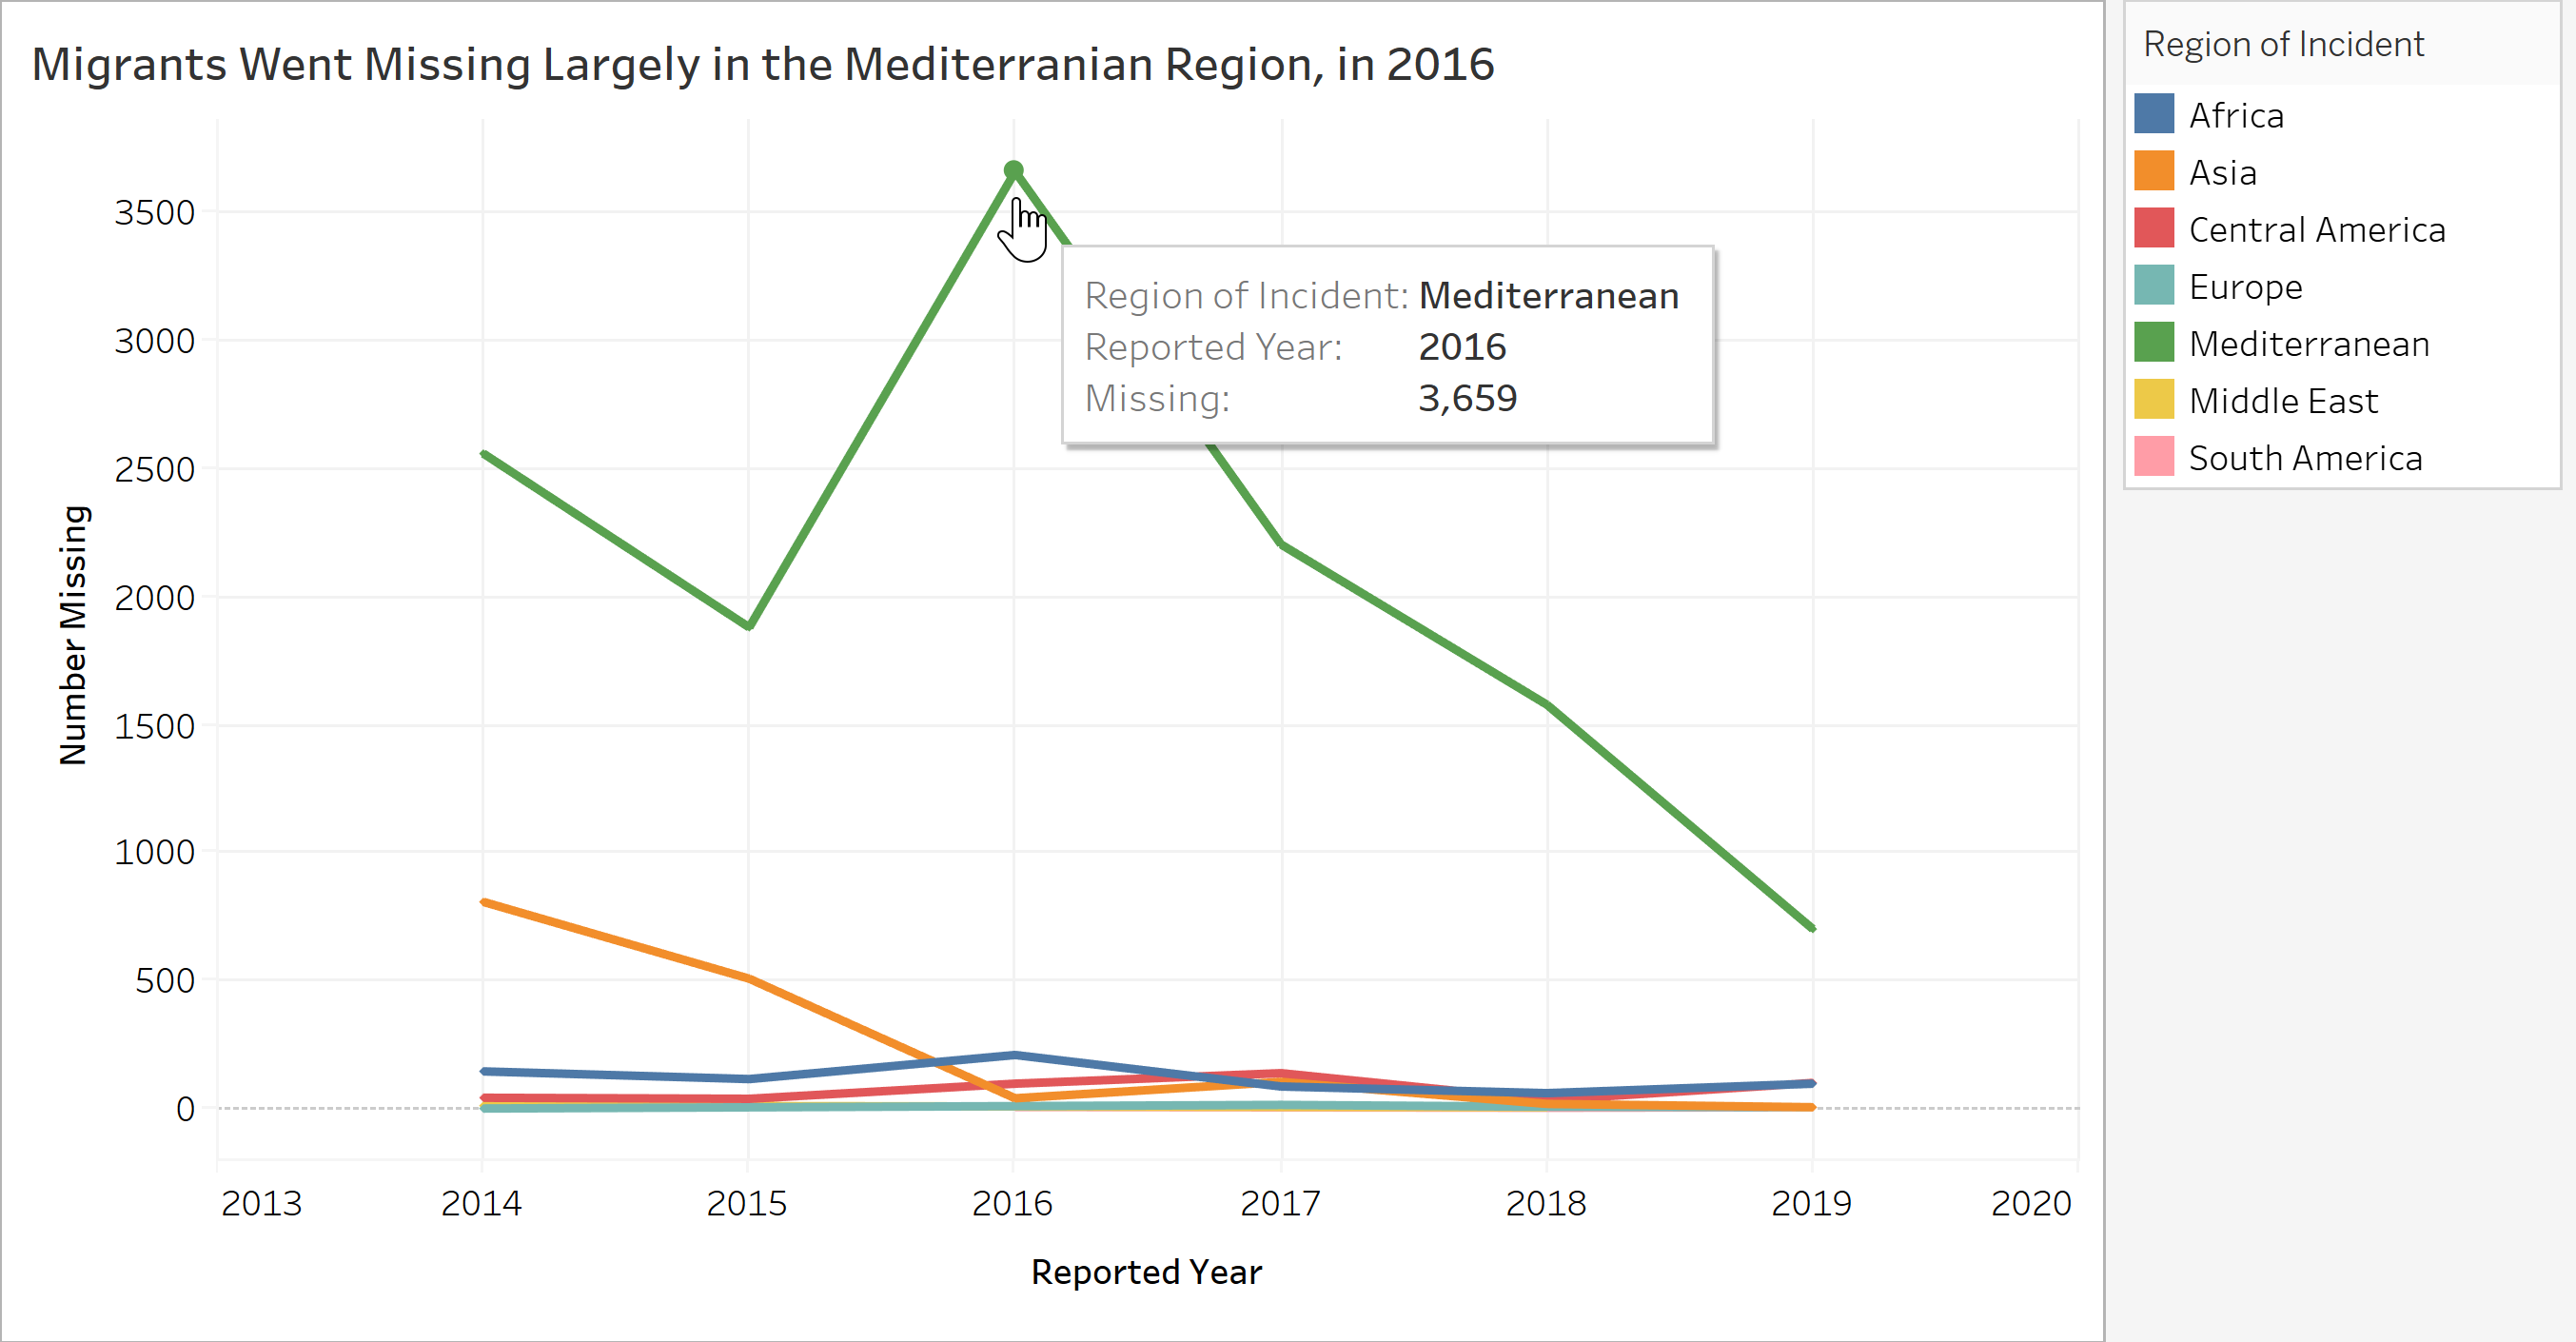 Migrants Went Missing Largely in the Mediterranian Region, in 2016
Number Missing
3500
3000
2500
2000
1500
1000
500
0
Region of Incident: Mediterranean
Reported Year: 2016
Missing: 3,659
2013 2014 2015 2016 2017 2018 2019 2020
Reported Year
Region of Incident
Africa
Asia
Central America
Europe
Mediterranean
Middle East
South America